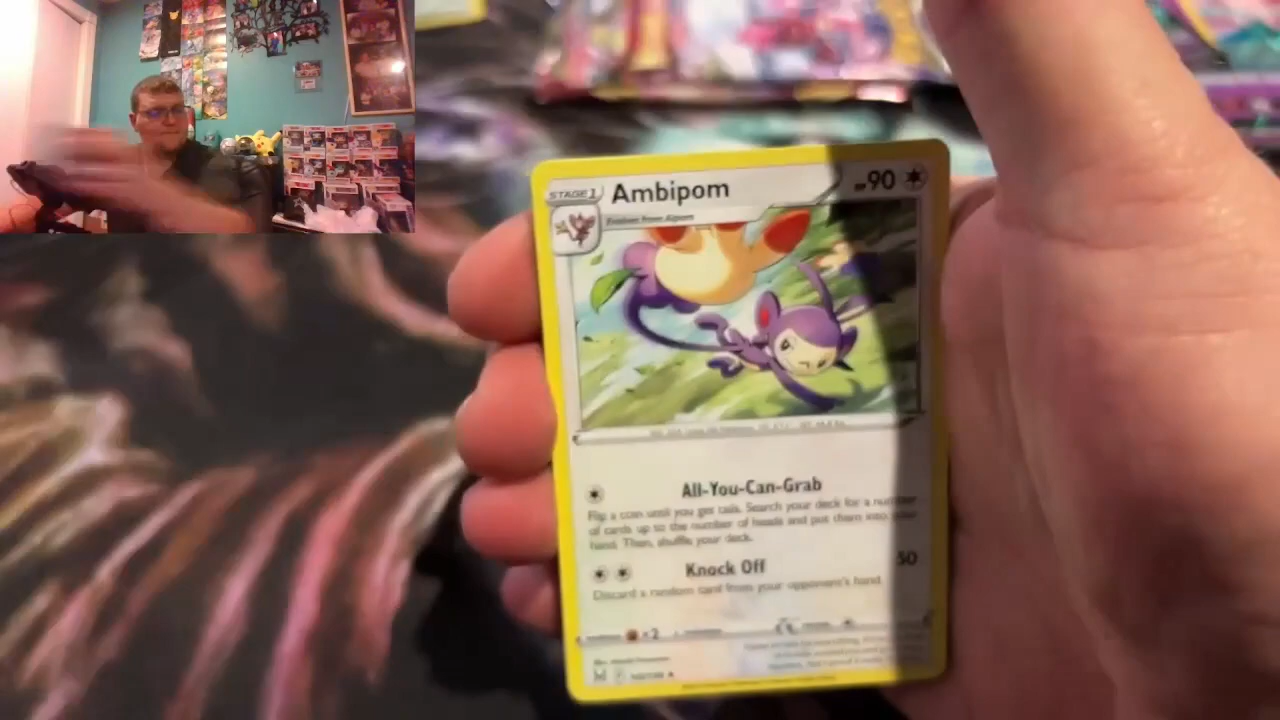 STAGE 1 Ambipom HP 90
Evolves from Aipom
All-You-Can-Grab
Flip a coin until you get tails. Search your deck for a number
of cards up to the number of heads and put them into your
hand. Then, shuffle your deck.
Knock Off 50
Discard a random card from your opponent's hand.
×2